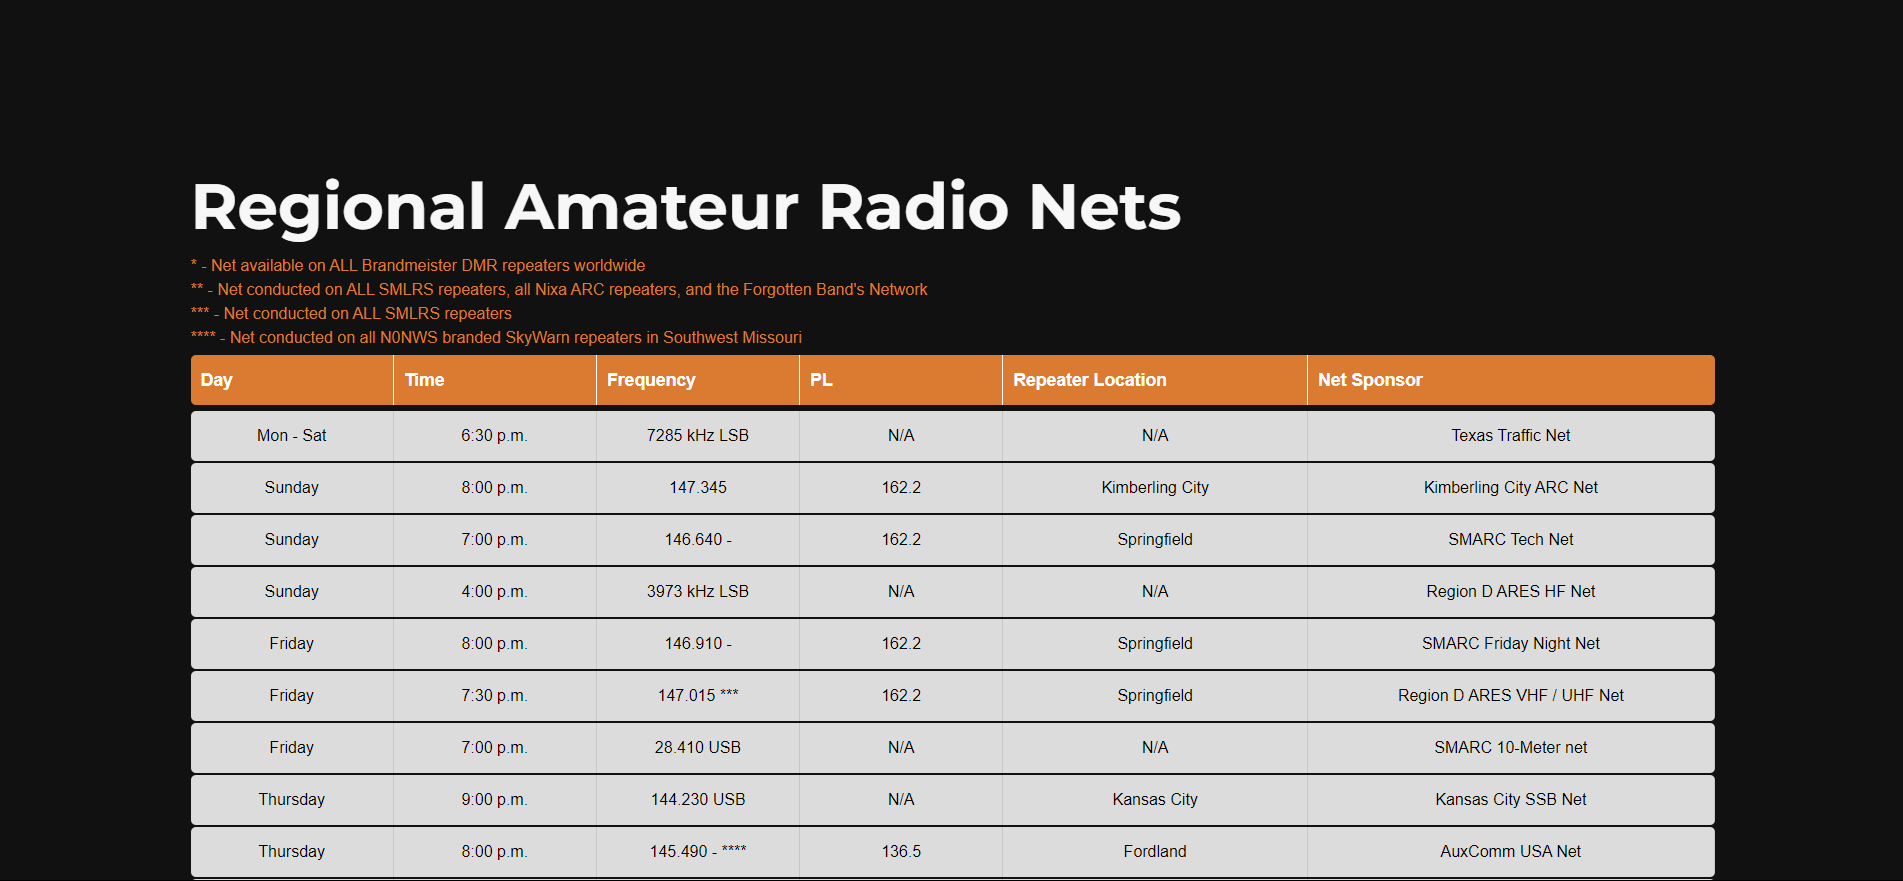 Regional Amateur Radio Nets
* - Net available on ALL Brandmeister DMR repeaters worldwide
** - Net conducted on ALL SMLRS repeaters, all Nixa ARC repeaters, and the Forgotten Band's Network
*** - Net conducted on ALL SMLRS repeaters
**** - Net conducted on all N0NWS branded SkyWarn repeaters in Southwest Missouri
Day Time Frequency PL Repeater Location Net Sponsor
Mon - Sat 6:30 p.m. 7285 kHz LSB N/A N/A Texas Traffic Net
Sunday 8:00 p.m. 147.345 162.2 Kimberling City Kimberling City ARC Net
Sunday 7:00 p.m. 146.640 - 162.2 Springfield SMARC Tech Net
Sunday 4:00 p.m. 3973 kHz LSB N/A N/A Region D ARES HF Net
Friday 8:00 p.m. 146.910 - 162.2 Springfield SMARC Friday Night Net
Friday 7:30 p.m. 147.015 *** 162.2 Springfield Region D ARES VHF / UHF Net
Friday 7:00 p.m. 28.410 USB N/A N/A SMARC 10-Meter net
Thursday 9:00 p.m. 144.230 USB N/A Kansas City Kansas City SSB Net
Thursday 8:00 p.m. 145.490 - **** 136.5 Fordland AuxComm USA Net